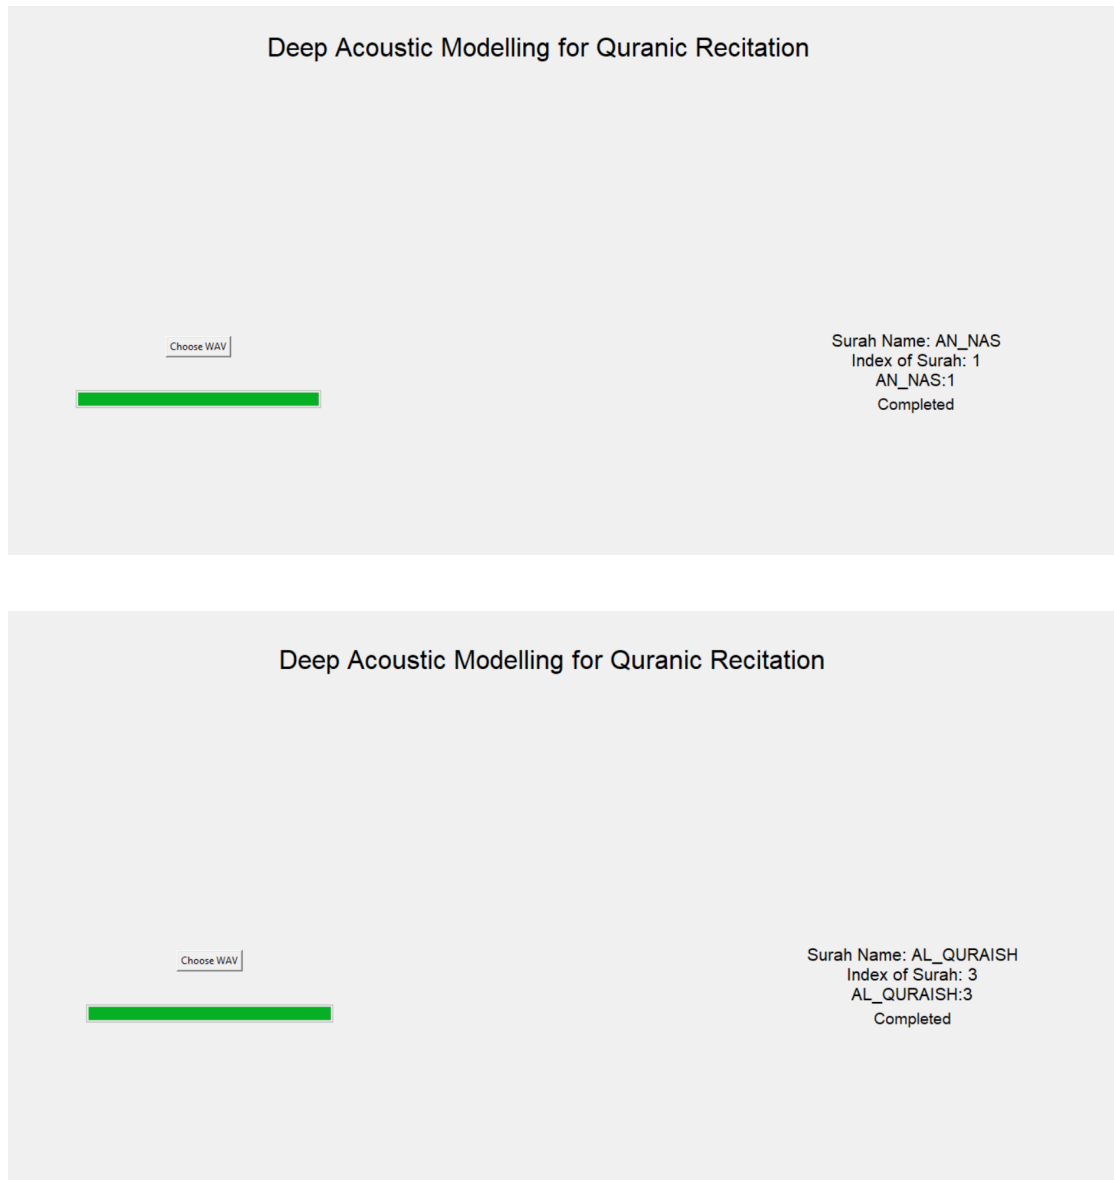 Deep Acoustic Modelling for Quranic Recitation
Choose WAV
Surah Name: AN_NAS
Index of Surah: 1
AN_NAS:1
Completed
Deep Acoustic Modelling for Quranic Recitation
Choose WAV
Surah Name: AL_QURAISH
Index of Surah: 3
AL_QURAISH:3
Completed